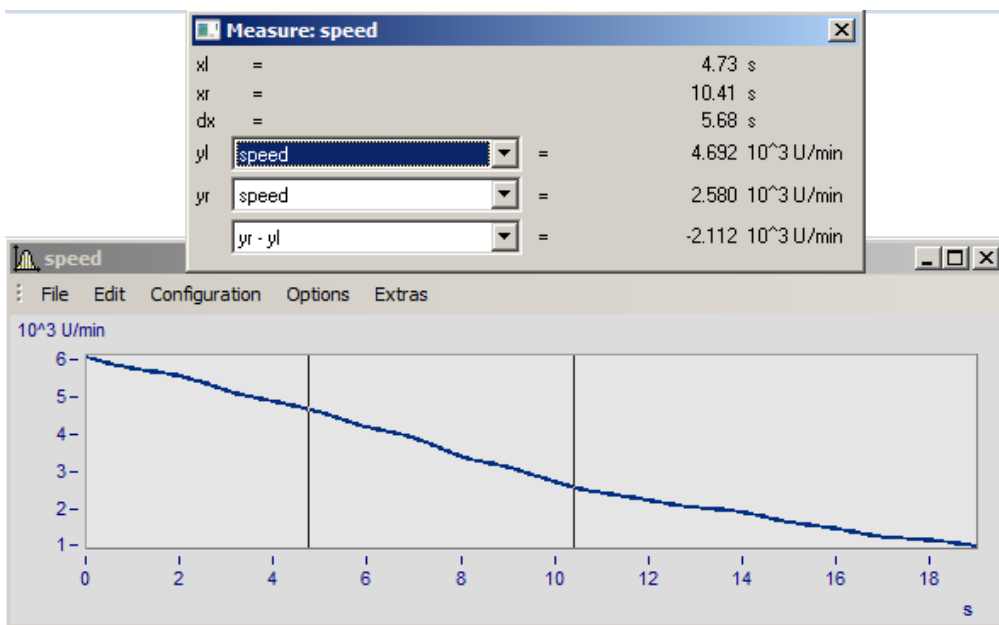 Measure: speed
xl = 4.73 s
xr = 10.41 s
dx = 5.68 s
yl speed = 4.692 10^3 U/min
yr speed = 2.580 10^3 U/min
yr - yl = -2.112 10^3 U/min
speed
File Edit Configuration Options Extras
10^3 U/min
6
5
4
3
2
1
0 2 4 6 8 10 12 14 16 18
s